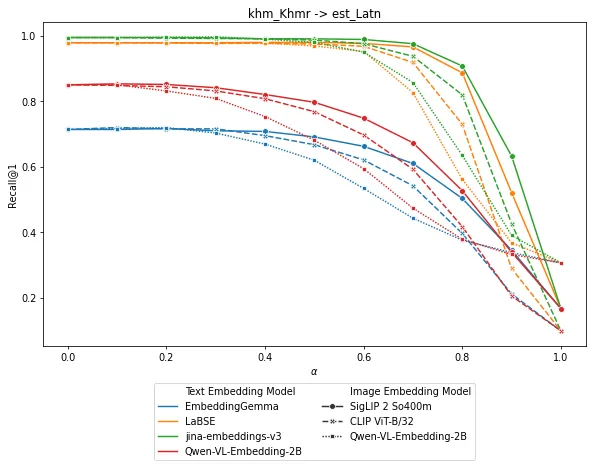 khm_Khmr -> est_Latn
Recall@1
1.0
0.8
0.6
0.4
0.2
0.0 0.2 0.4 0.6 0.8 1.0
α
Text Embedding Model
EmbeddingGemma
LaBSE
jina-embeddings-v3
Qwen-VL-Embedding-2B
Image Embedding Model
SigLIP 2 So400m
CLIP ViT-B/32
Qwen-VL-Embedding-2B